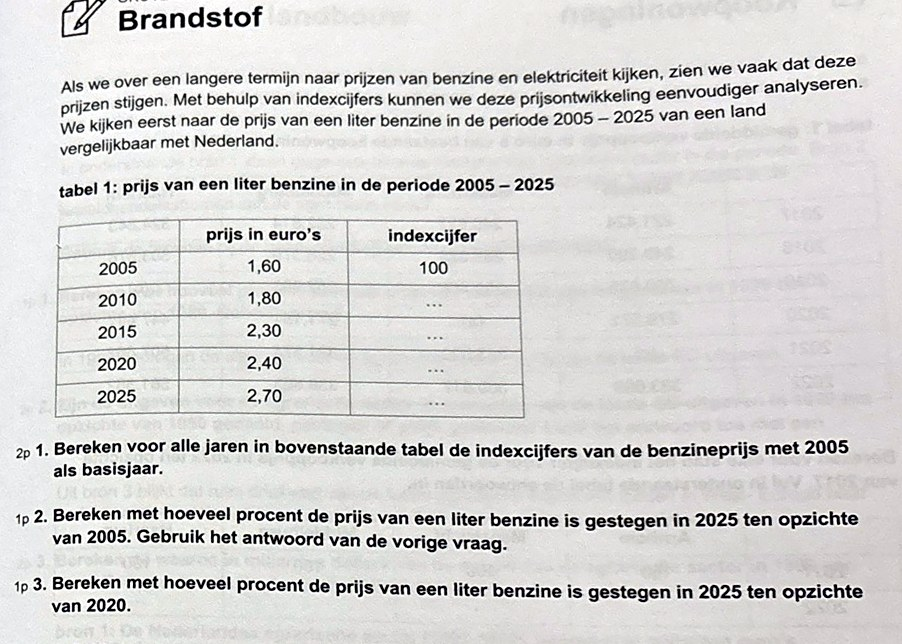 Brandstof
Als we over een langere termijn naar prijzen van benzine en elektriciteit kijken, zien we vaak dat deze
prijzen stijgen. Met behulp van indexcijfers kunnen we deze prijsontwikkeling eenvoudiger analyseren.
We kijken eerst naar de prijs van een liter benzine in de periode 2005 – 2025 van een land
vergelijkbaar met Nederland.
tabel 1: prijs van een liter benzine in de periode 2005 – 2025
prijs in euro's indexcijfer
2005 1,60 100
2010 1,80 ...
2015 2,30 ...
2020 2,40 ...
2025 2,70 ...
2p 1. Bereken voor alle jaren in bovenstaande tabel de indexcijfers van de benzineprijs met 2005
als basisjaar.
1p 2. Bereken met hoeveel procent de prijs van een liter benzine is gestegen in 2025 ten opzichte
van 2005. Gebruik het antwoord van de vorige vraag.
1p 3. Bereken met hoeveel procent de prijs van een liter benzine is gestegen in 2025 ten opzichte
van 2020.